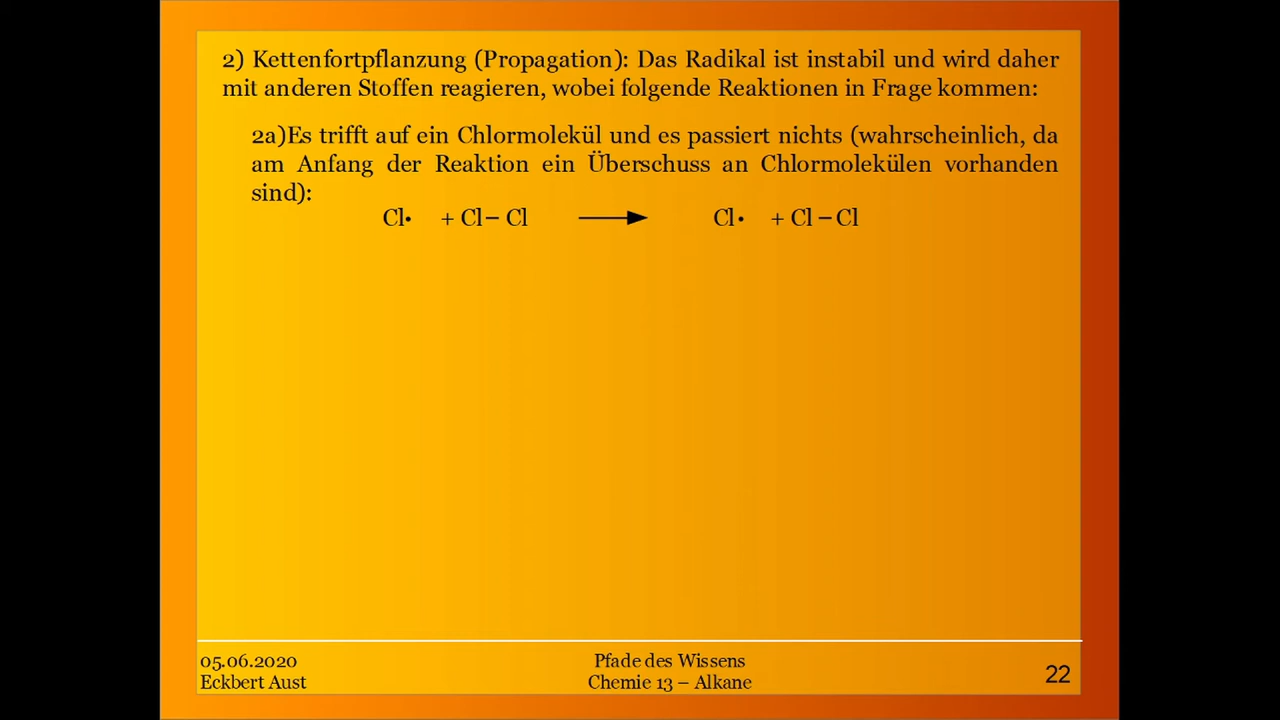 2) Kettenfortpflanzung (Propagation): Das Radikal ist instabil und wird daher
mit anderen Stoffen reagieren, wobei folgende Reaktionen in Frage kommen:
2a)Es trifft auf ein Chlormolekül und es passiert nichts (wahrscheinlich, da
am Anfang der Reaktion ein Überschuss an Chlormolekülen vorhanden
sind):
Cl• + Cl – Cl ⟶ Cl • + Cl – Cl
05.06.2020
Eckbert Aust
Pfade des Wissens
Chemie 13 – Alkane
22